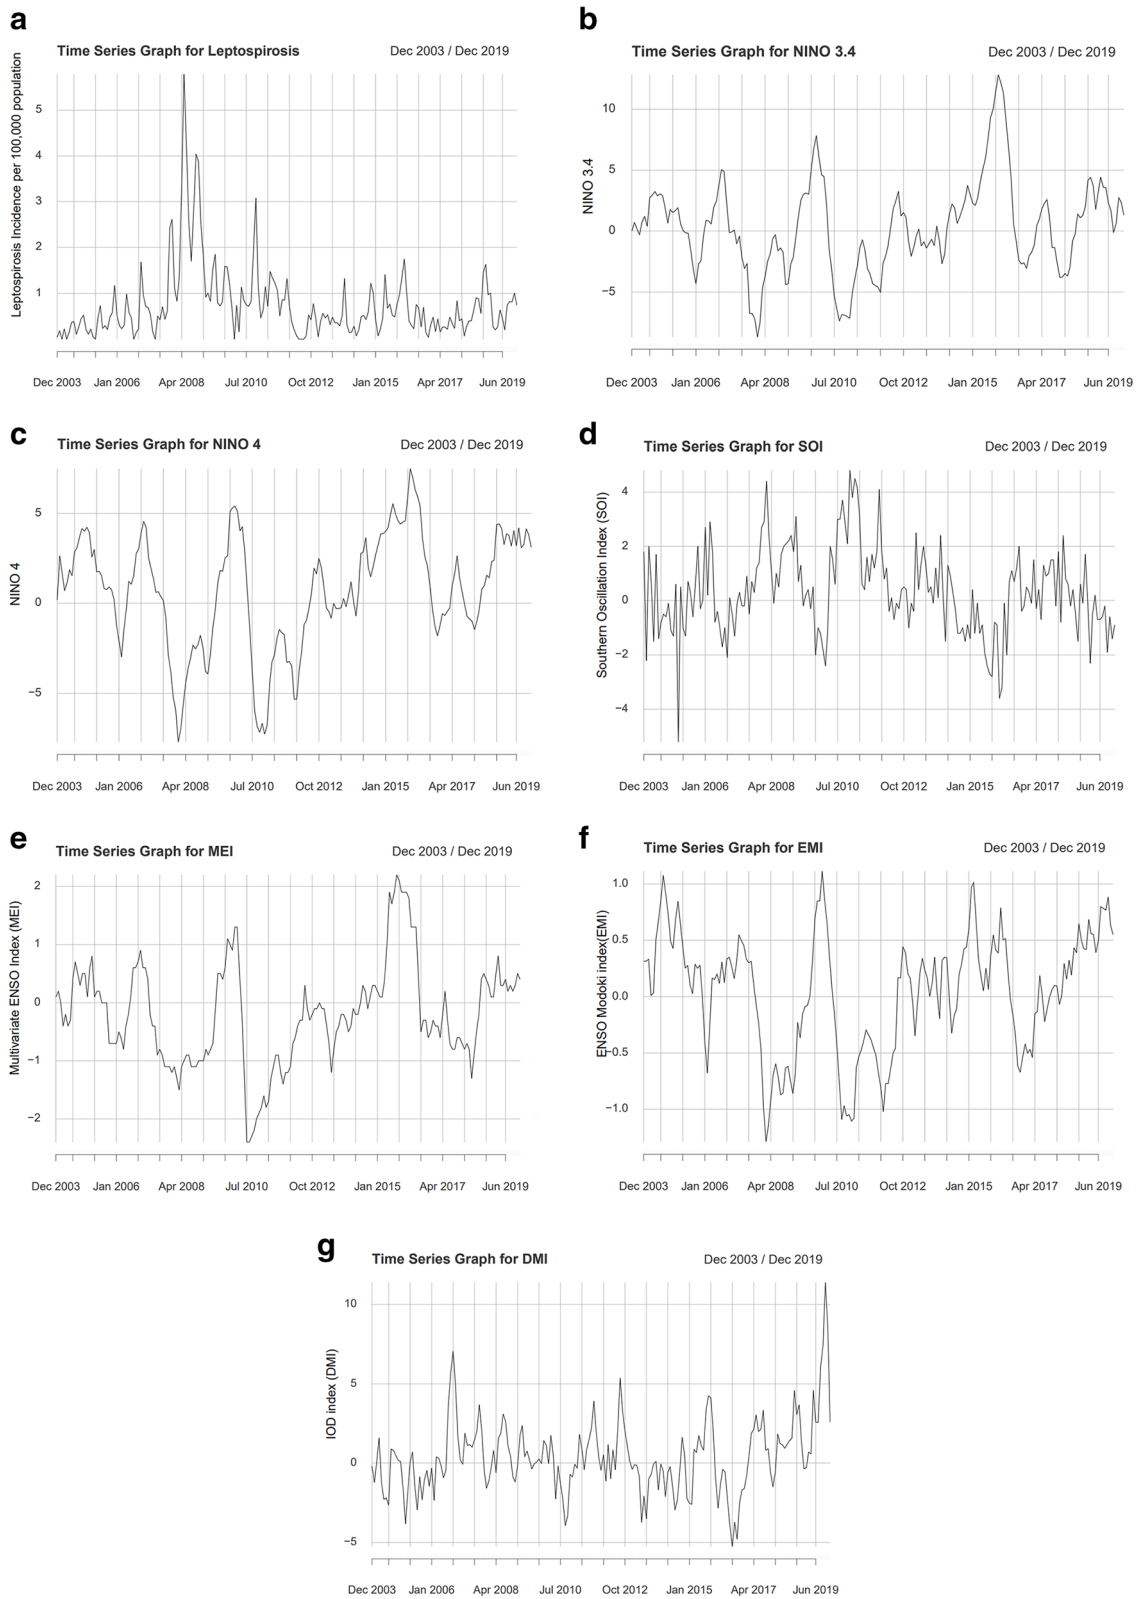 a
Time Series Graph for Leptospirosis Dec 2003 / Dec 2019
Leptospirosis Incidence per 100,000 population
5
4
3
2
1
Dec 2003 Jan 2006 Apr 2008 Jul 2010 Oct 2012 Jan 2015 Apr 2017 Jun 2019
b
Time Series Graph for NINO 3.4 Dec 2003 / Dec 2019
NINO 3.4
10
5
0
−5
Dec 2003 Jan 2006 Apr 2008 Jul 2010 Oct 2012 Jan 2015 Apr 2017 Jun 2019
c
Time Series Graph for NINO 4 Dec 2003 / Dec 2019
NINO 4
5
0
−5
Dec 2003 Jan 2006 Apr 2008 Jul 2010 Oct 2012 Jan 2015 Apr 2017 Jun 2019
d
Time Series Graph for SOI Dec 2003 / Dec 2019
Southern Oscillation Index (SOI)
4
2
0
−2
−4
Dec 2003 Jan 2006 Apr 2008 Jul 2010 Oct 2012 Jan 2015 Apr 2017 Jun 2019
e
Time Series Graph for MEI Dec 2003 / Dec 2019
Multivariate ENSO Index (MEI)
2
1
0
−1
−2
Dec 2003 Jan 2006 Apr 2008 Jul 2010 Oct 2012 Jan 2015 Apr 2017 Jun 2019
f
Time Series Graph for EMI Dec 2003 / Dec 2019
ENSO Modoki index(EMI)
1.0
0.5
0.0
−0.5
−1.0
Dec 2003 Jan 2006 Apr 2008 Jul 2010 Oct 2012 Jan 2015 Apr 2017 Jun 2019
g
Time Series Graph for DMI Dec 2003 / Dec 2019
IOD index (DMI)
10
5
0
−5
Dec 2003 Jan 2006 Apr 2008 Jul 2010 Oct 2012 Jan 2015 Apr 2017 Jun 2019